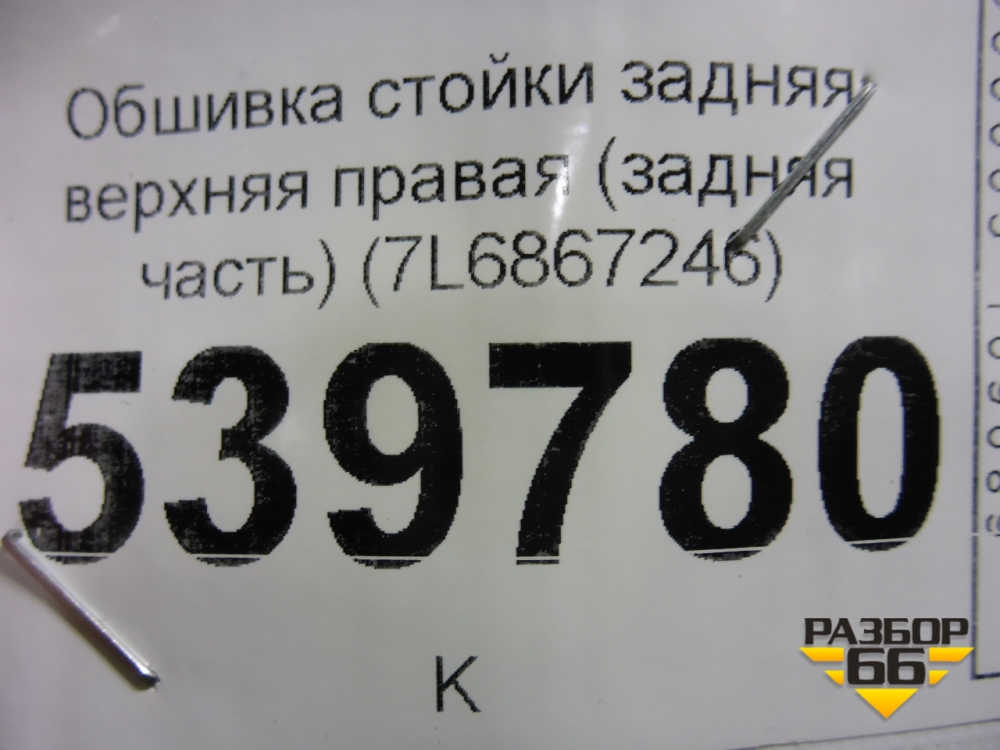 Обшивка стойки задняя
верхняя правая (задняя
часть) (7L6867246)
539780
К
РАЗБОР
66